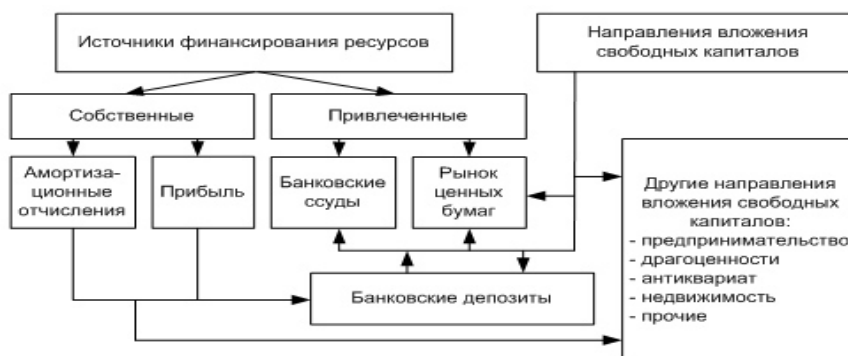 Источники финансирования ресурсов
Направления вложения
свободных капиталов
Собственные
Привлеченные
Амортиза-
ционные
отчисления
Прибыль
Банковские
ссуды
Рынок
ценных
бумаг
Другие направления
вложения свободных
капиталов:
- предпринимательство
- драгоценности
- антиквариат
- недвижимость
- прочие
Банковские депозиты